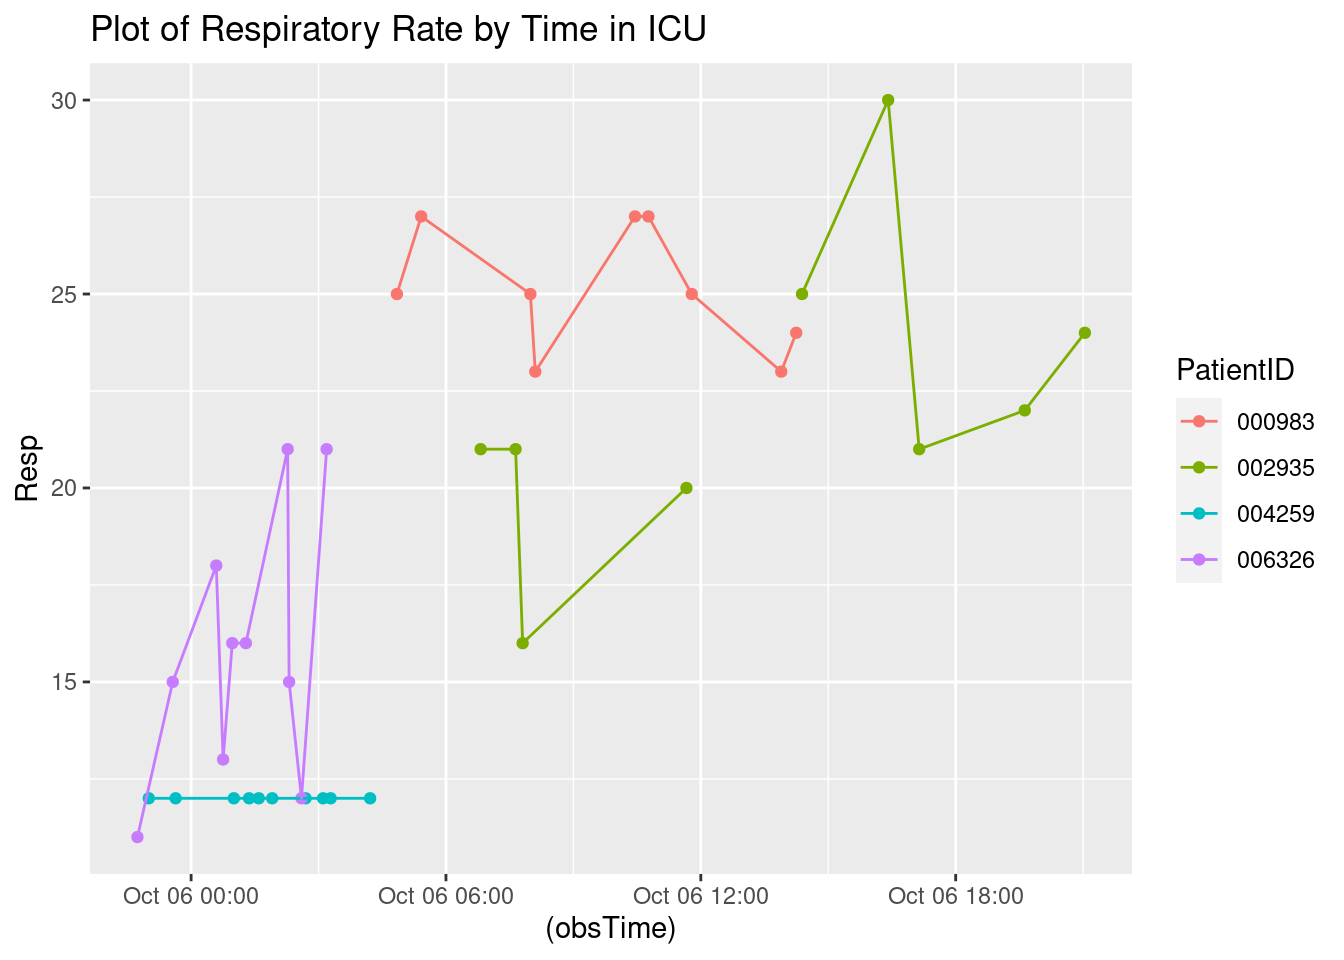 Plot of Respiratory Rate by Time in ICU
30
25
20
15
Resp
Oct 06 00:00
Oct 06 06:00
Oct 06 12:00
Oct 06 18:00
(obsTime)
PatientID
000983
002935
004259
006326